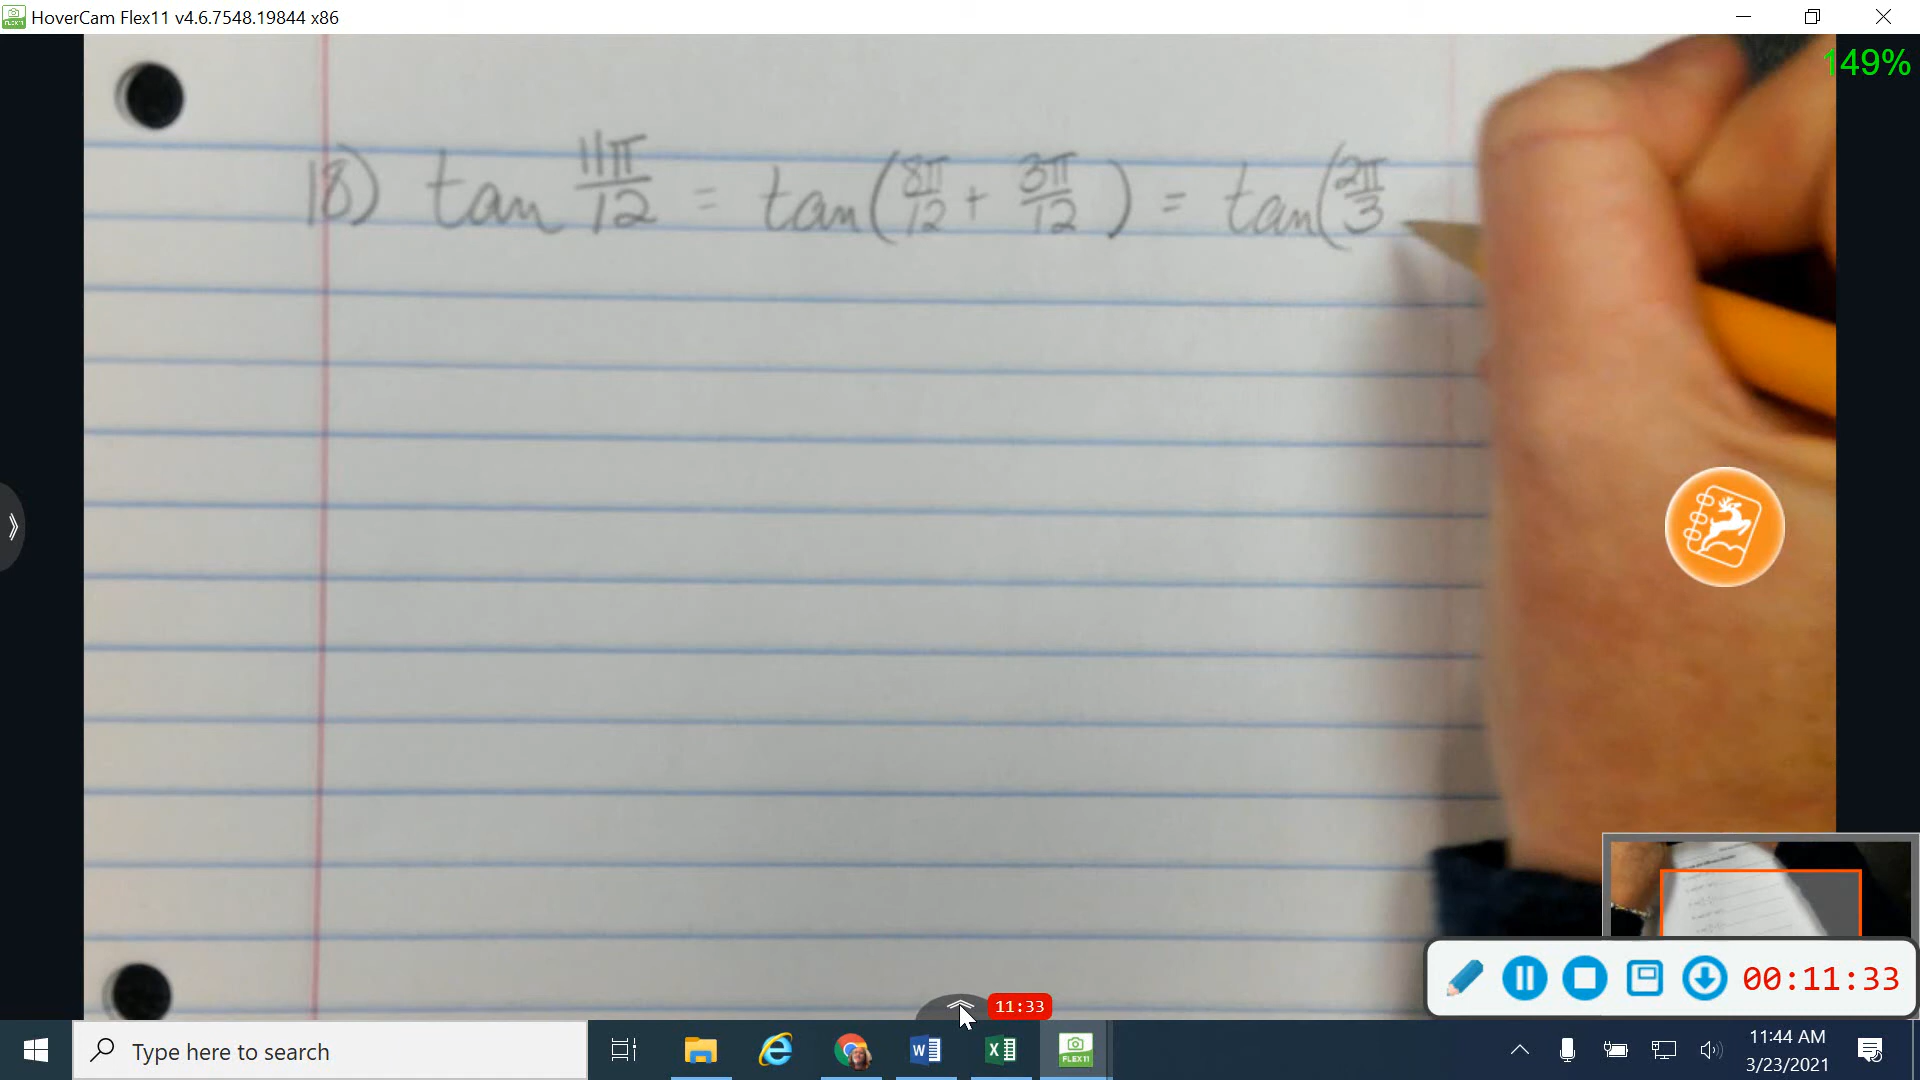 HoverCam Flex11 v4.6.7548.19844 x86
149%
18) tan 11π/12 = tan(8π/12 + 3π/12) = tan(2π/3
00:11:33
11:33
Type here to search
FLEX11
11:44 AM
3/23/2021